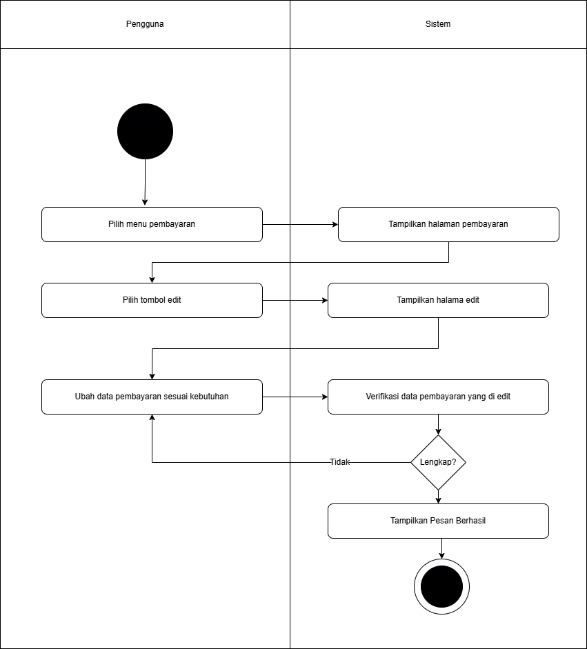 Pengguna
Sistem
Pilih menu pembayaran
Tampilkan halaman pembayaran
Pilih tombol edit
Tampilkan halama edit
Ubah data pembayaran sesuai kebutuhan
Verifikasi data pembayaran yang di edit
Tidak
Lengkap?
Tampilkan Pesan Berhasil